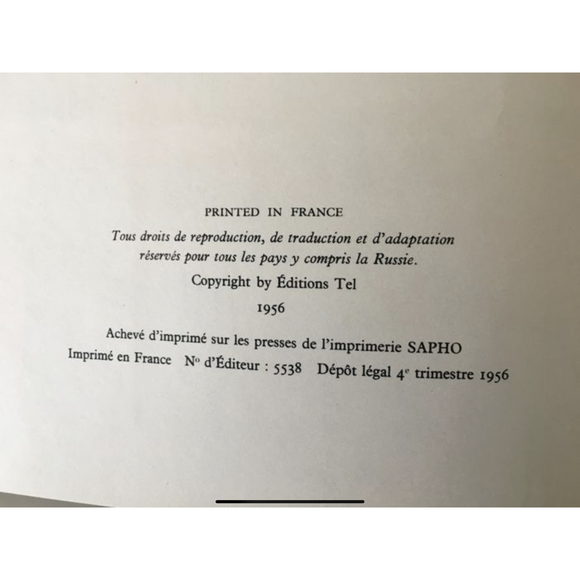 PRINTED IN FRANCE
Tous droits de reproduction, de traduction et d'adaptation
réservés pour tous les pays y compris la Russie.
Copyright by Éditions Tel
1956
Achevé d'imprimé sur les presses de l'imprimerie SAPHO
Imprimé en France Nº d'Éditeur : 5538 Dépôt légal 4e trimestre 1956